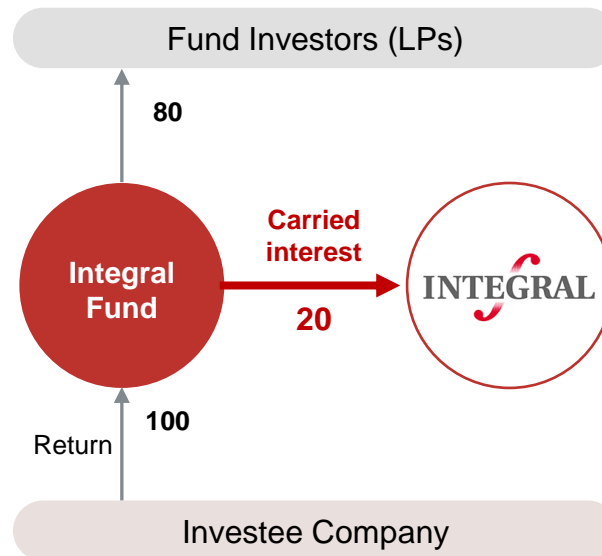 Fund Investors (LPs)
80
Carried
interest
Integral
Fund
INTEGRAL
20
100
Return
Investee Company